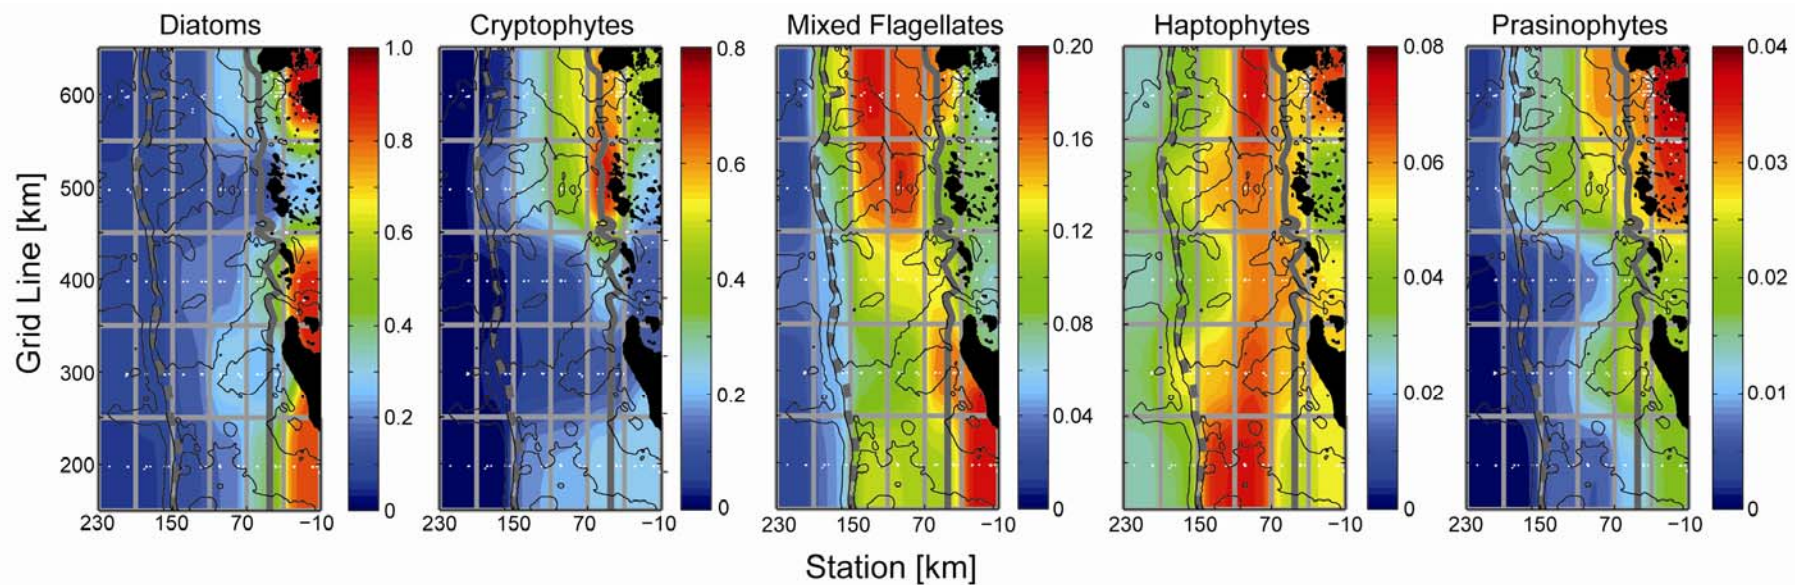 Diatoms
Cryptophytes
Mixed Flagellates
Haptophytes
Prasinophytes
Grid Line [km]
600
500
400
300
200
1.0
0.8
0.6
0.4
0.2
0
0.8
0.6
0.4
0.2
0
0.20
0.16
0.12
0.08
0.04
0
0.08
0.06
0.04
0.02
0
0.04
0.03
0.02
0.01
0
230 150 70 −10
230 150 70 −10
230 150 70 −10
230 150 70 −10
230 150 70 −10
Station [km]